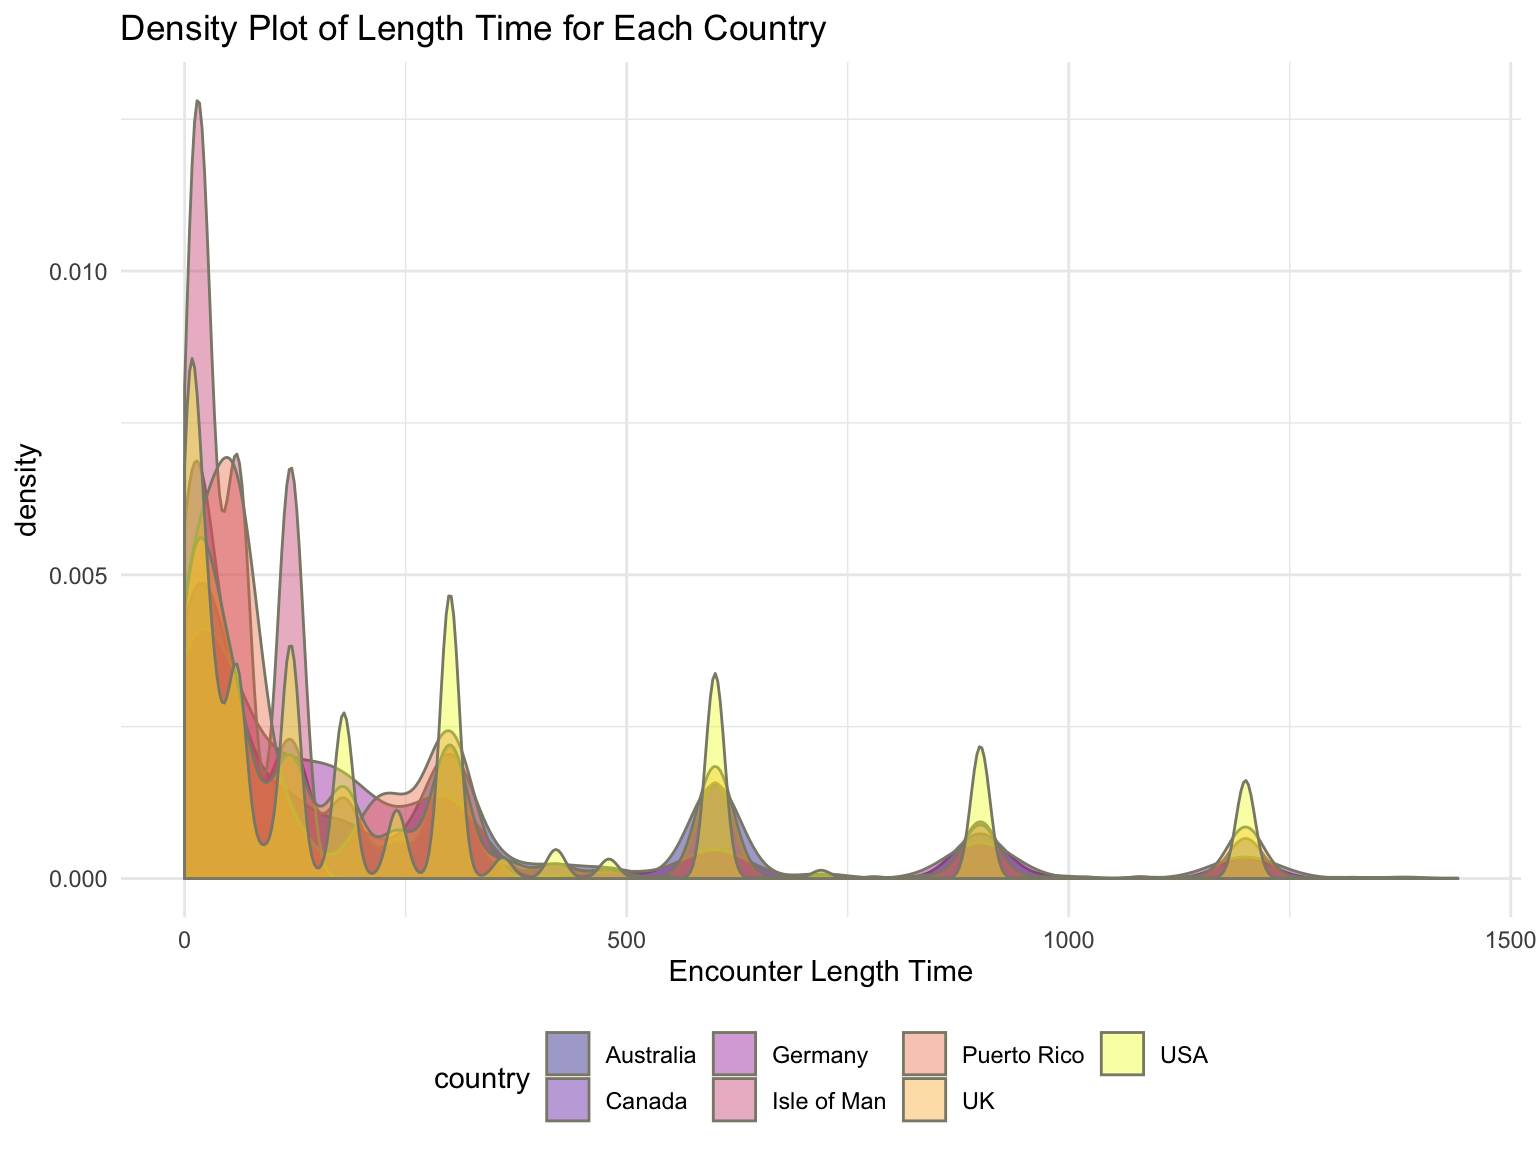 Density Plot of Length Time for Each Country
density
0.010
0.005
0.000
0 500 1000 1500
Encounter Length Time
country
Australia Germany Puerto Rico USA
Canada Isle of Man UK